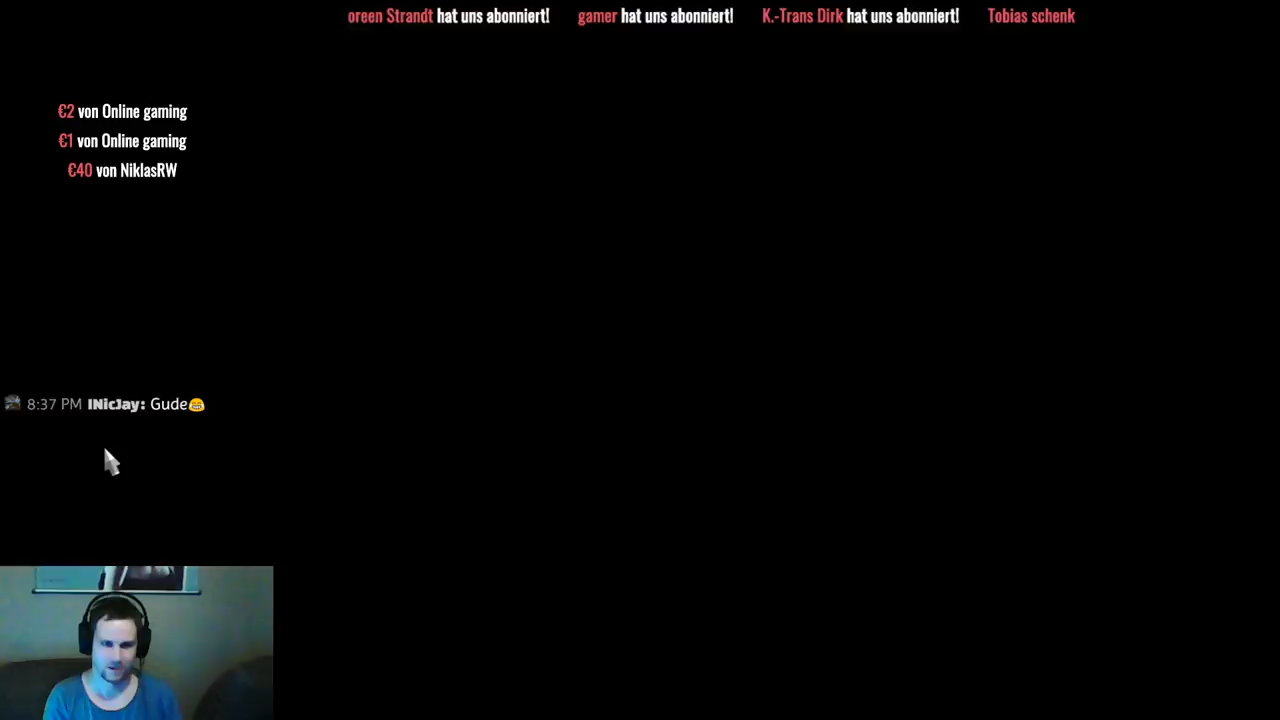 oreen Strandt hat uns abonniert! gamer hat uns abonniert! K.-Trans Dirk hat uns abonniert! Tobias schenk
€2 von Online gaming
€1 von Online gaming
€40 von NiklasRW
8:37 PM INicJay: Gude😁